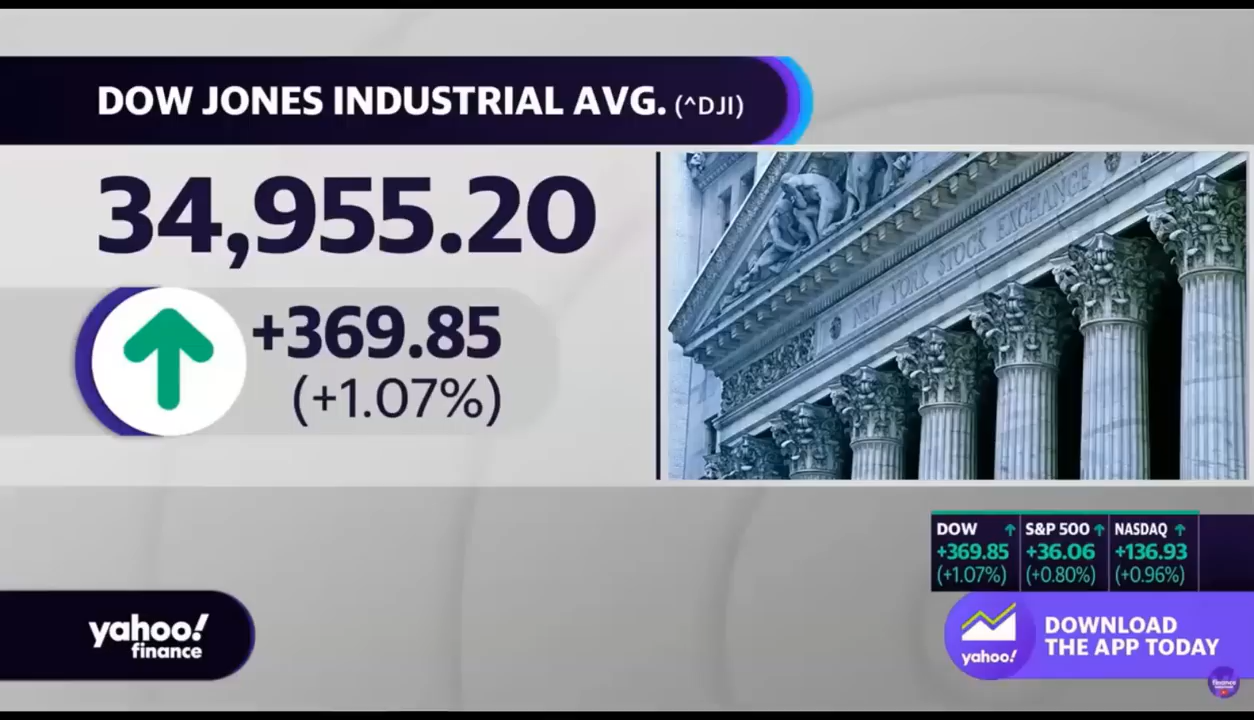 DOW JONES INDUSTRIAL AVG. (^DJI)
34,955.20
+369.85
(+1.07%)
NEW YORK STOCK EXCHANGE
DOW S&P 500 NASDAQ
+369.85 +36.06 +136.93
(+1.07%) (+0.80%) (+0.96%)
yahoo!
finance
yahoo!
DOWNLOAD
THE APP TODAY